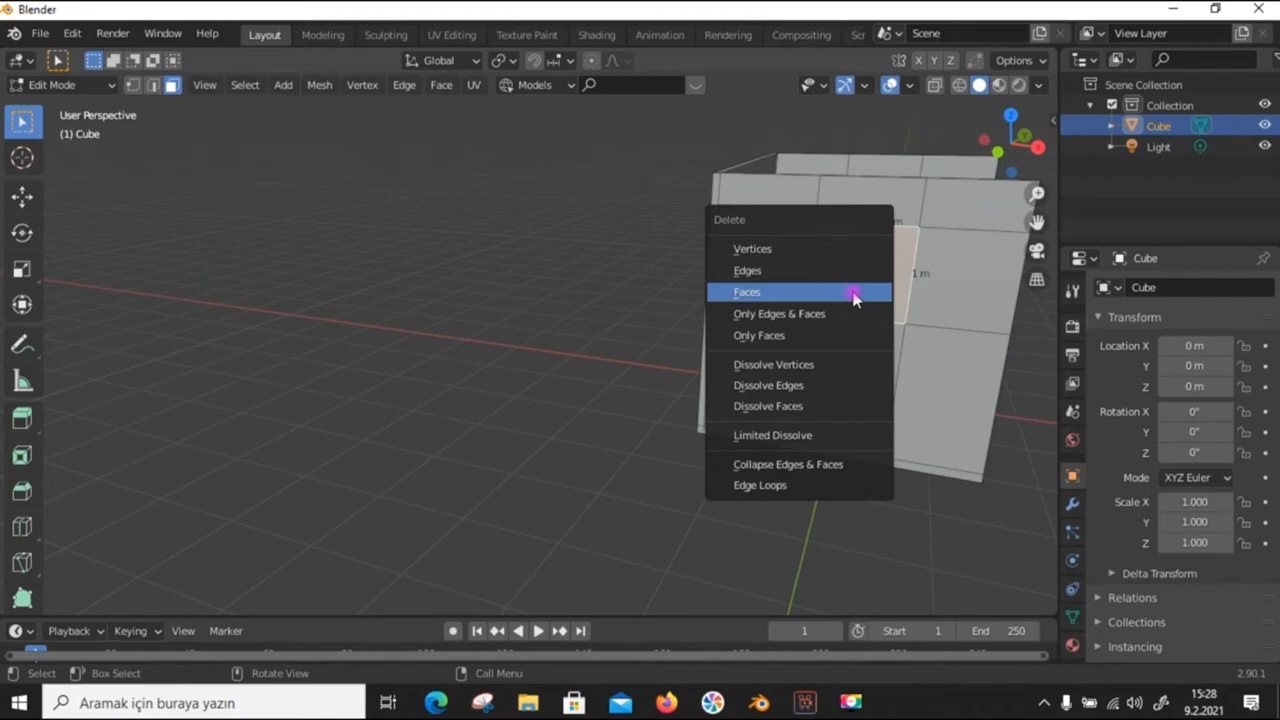 Blender
File Edit Render Window Help Layout Modeling Sculpting UV Editing Texture Paint Shading Animation Rendering Compositing Scr Scene View Layer
Global X Y Z Options
Edit Mode View Select Add Mesh Vertex Edge Face UV Models
User Perspective
(1) Cube
Z
Y
X
Scene Collection
Collection
Cube
Light
Delete
Vertices
Edges
Faces
Only Edges & Faces
Only Faces
Dissolve Vertices
Dissolve Edges
Dissolve Faces
Limited Dissolve
Collapse Edges & Faces
Edge Loops
m
1 m
Cube
Cube
Transform
Location X 0 m
Y 0 m
Z 0 m
Rotation X 0°
Y 0°
Z 0°
Mode XYZ Euler
Scale X 1.000
Y 1.000
Z 1.000
Delta Transform
Relations
Collections
Instancing
Playback Keying View Marker 1 Start 1 End 250
Select Box Select Rotate View Call Menu 2.90.1
Aramak için buraya yazın
15:28
9.2.2021